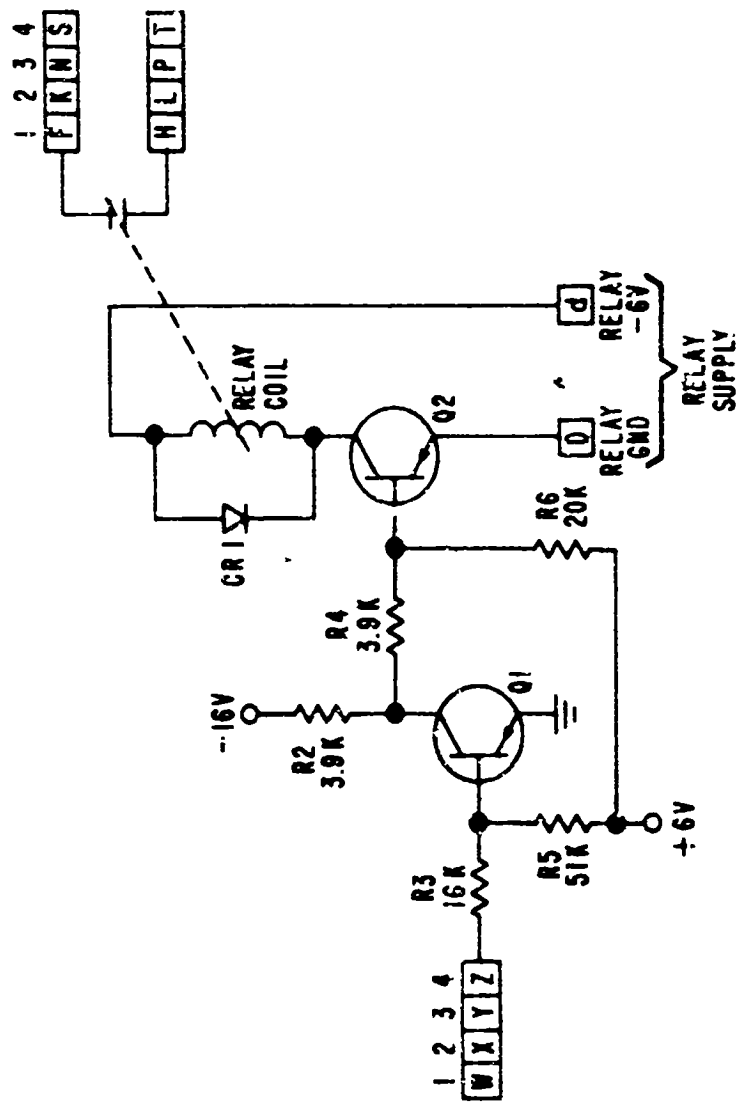 1 2 3 4
F K N S
H L P T
RELAY
COIL
CR1
Q2
R4
3.9K
-16V
R2
3.9K
Q1
R6
20K
R3
16K
R5
51K
+6V
1 2 3 4
W X Y Z
D
RELAY
GND
d
RELAY
-6V
RELAY
SUPPLY